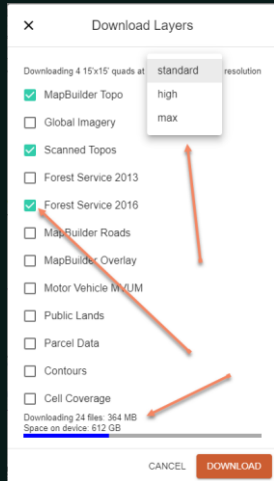 Download Layers
Downloading 4 15'x15' quads at standard resolution
high
max
MapBuilder Topo
Global Imagery
Scanned Topos
Forest Service 2013
Forest Service 2016
MapBuilder Roads
MapBuilder Overlay
Motor Vehicle MVUM
Public Lands
Parcel Data
Contours
Cell Coverage
Downloading 24 files: 364 MB
Space on device: 612 GB
CANCEL DOWNLOAD